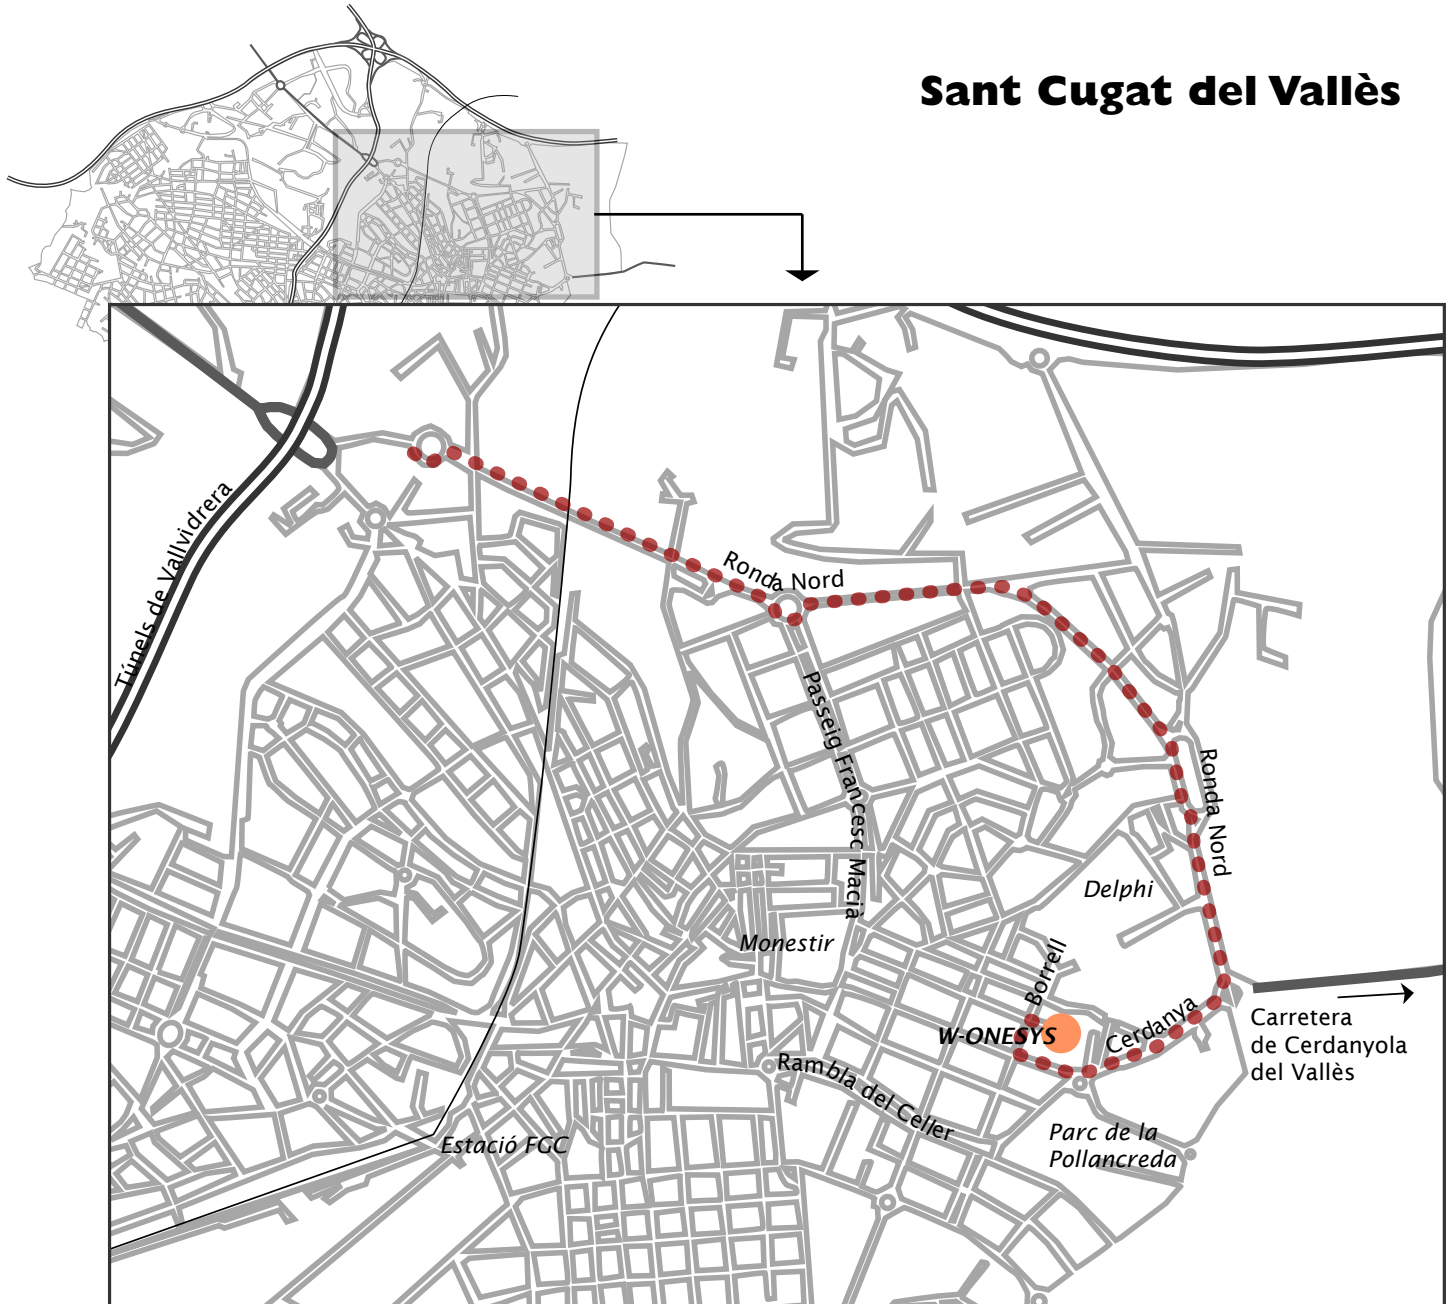 Sant Cugat del Vallès
Túnels de Vallvidrera
Ronda Nord
Passeig Francesc Macià
Ronda Nord
Delphi
Monestir
Borrell
W-ONESYS
Cerdanya
Carretera
de Cerdanyola
del Vallès
Rambla del Celler
Estació FGC
Parc de la
Pollancreda